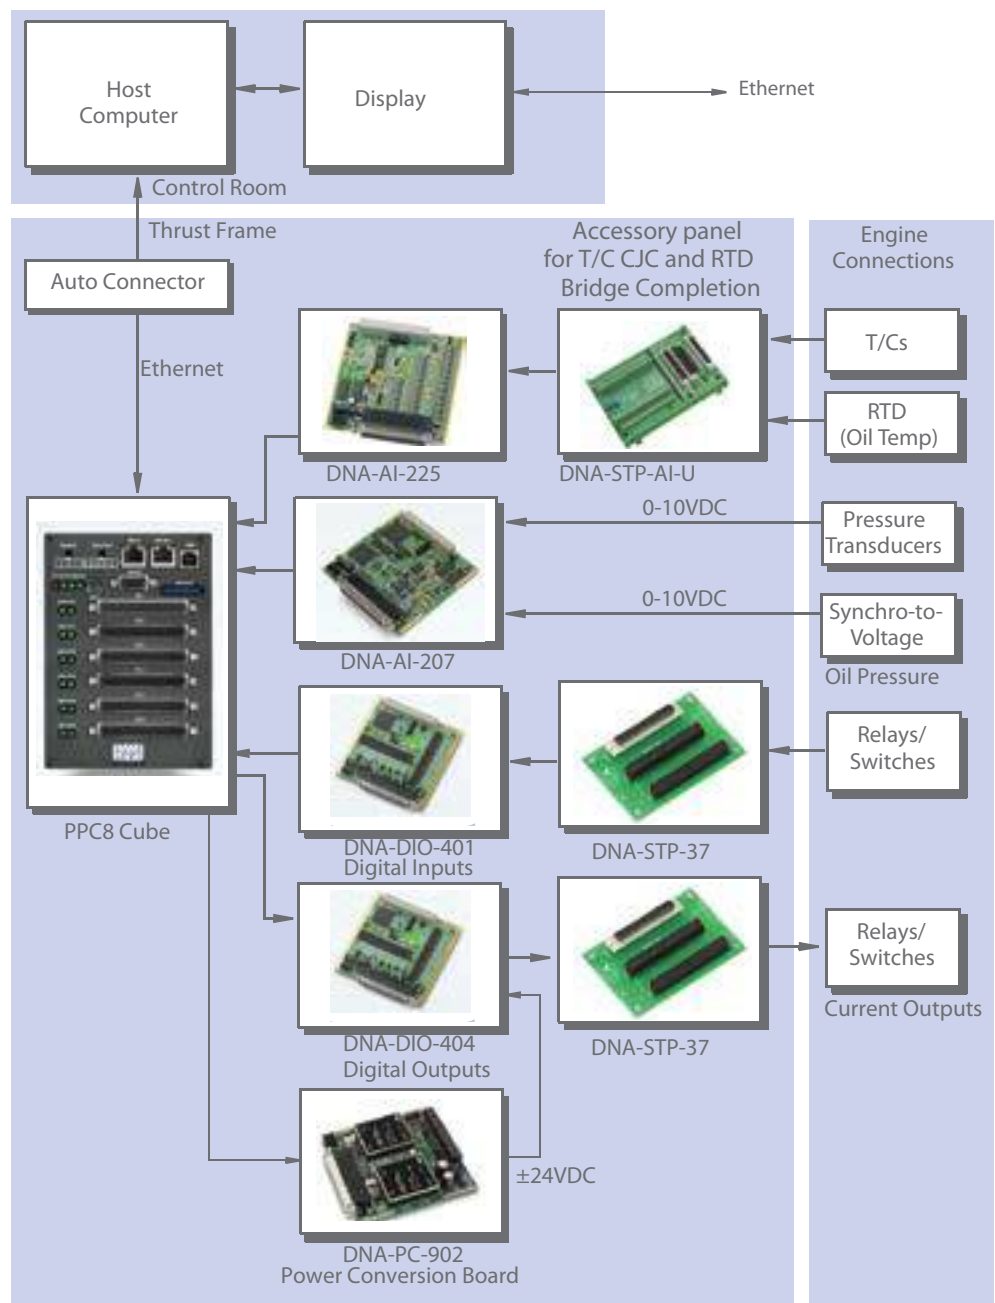 Host
Computer
Display
Ethernet
Control Room
Thrust Frame
Auto Connector
Ethernet
Accessory panel
for T/C CJC and RTD
Bridge Completion
Engine
Connections
T/Cs
RTD
(Oil Temp)
DNA-AI-225
DNA-STP-AI-U
0-10VDC
Pressure
Transducers
0-10VDC
Synchro-to-
Voltage
Oil Pressure
DNA-AI-207
PPC8 Cube
Relays/
Switches
DNA-DIO-401
Digital Inputs
DNA-STP-37
Relays/
Switches
Current Outputs
DNA-DIO-404
Digital Outputs
DNA-STP-37
±24VDC
DNA-PC-902
Power Conversion Board